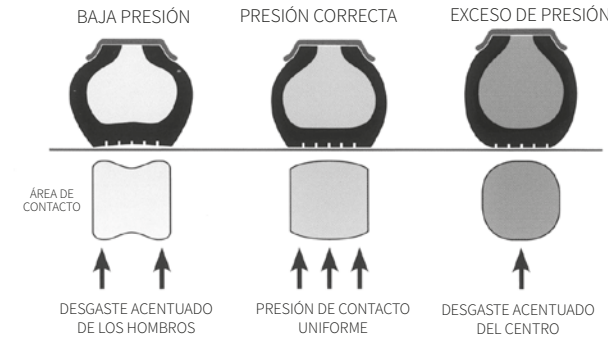 BAJA PRESIÓN
PRESIÓN CORRECTA
EXCESO DE PRESIÓN
ÁREA DE
CONTACTO
DESGASTE ACENTUADO
DE LOS HOMBROS
PRESIÓN DE CONTACTO
UNIFORME
DESGASTE ACENTUADO
DEL CENTRO